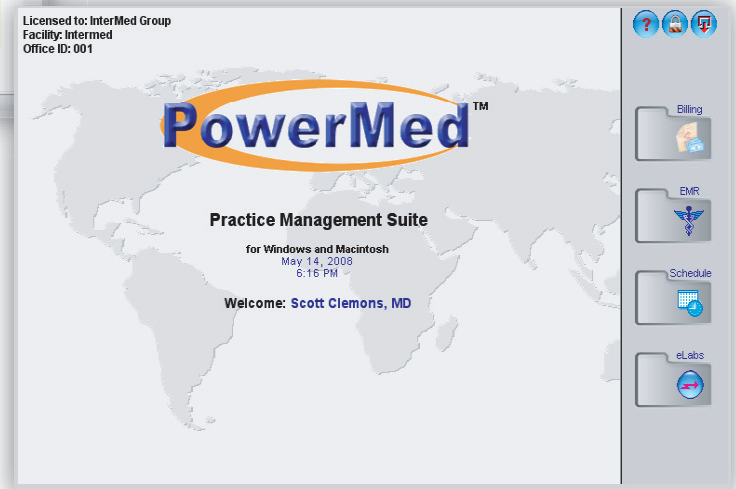 Licensed to: InterMed Group
Facility: Intermed
Office ID: 001
PowerMed™
Practice Management Suite
for Windows and Macintosh
May 14, 2008
6:16 PM
Welcome: Scott Clemons, MD
?
Billing
EMR
Schedule
eLabs